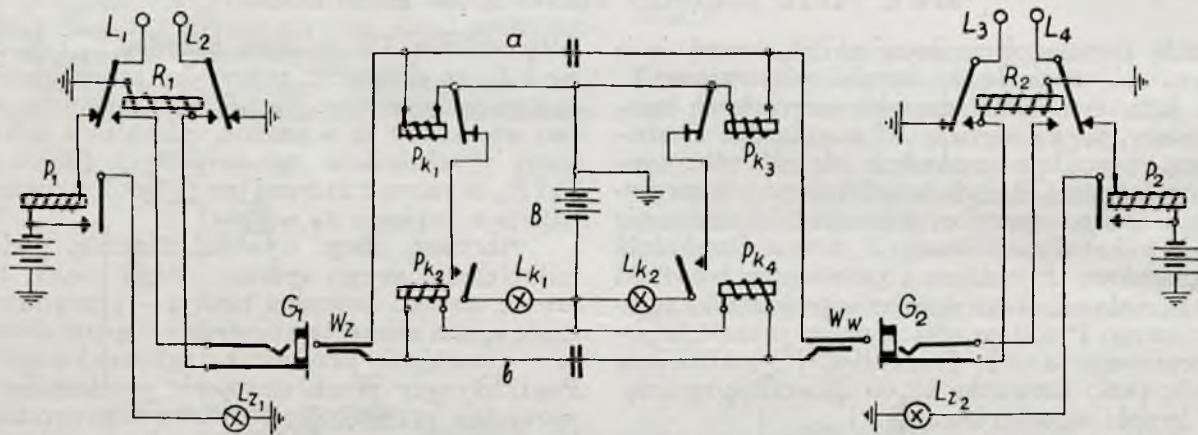 L₁ L₂ a L₃ L₄
R₁ R₂
P₁ Pk₁ Pk₃ P₂
B
Pk₂ Lk₁ Lk₂ Pk₄
G₁ Wz Ww G₂
b
Lz₁ Lz₂